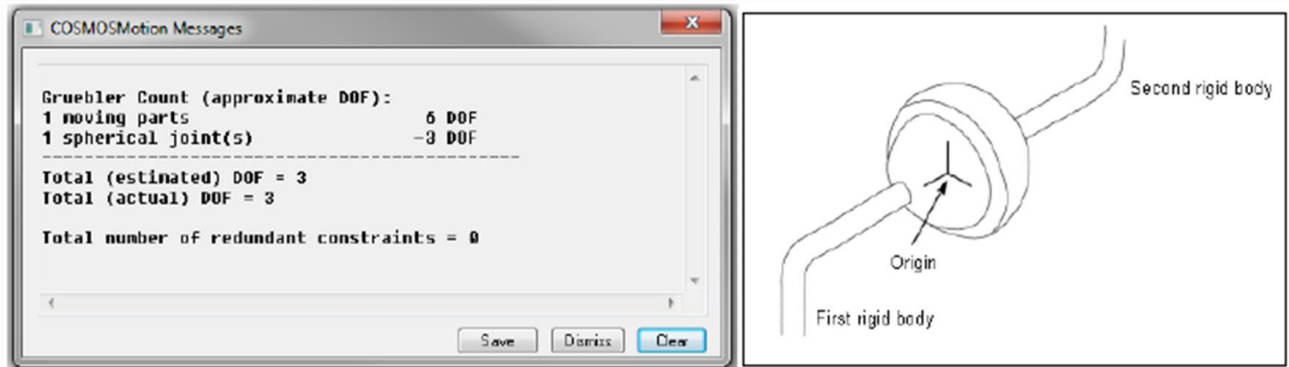 COSMOSMotion Messages
Gruebler Count (approximate DOF):
1 moving parts 6 DOF
1 spherical joint(s) -3 DOF
Total (estimated) DOF = 3
Total (actual) DOF = 3
Total number of redundant constraints = 0
Save Dismiss Clear
Second rigid body
Origin
First rigid body